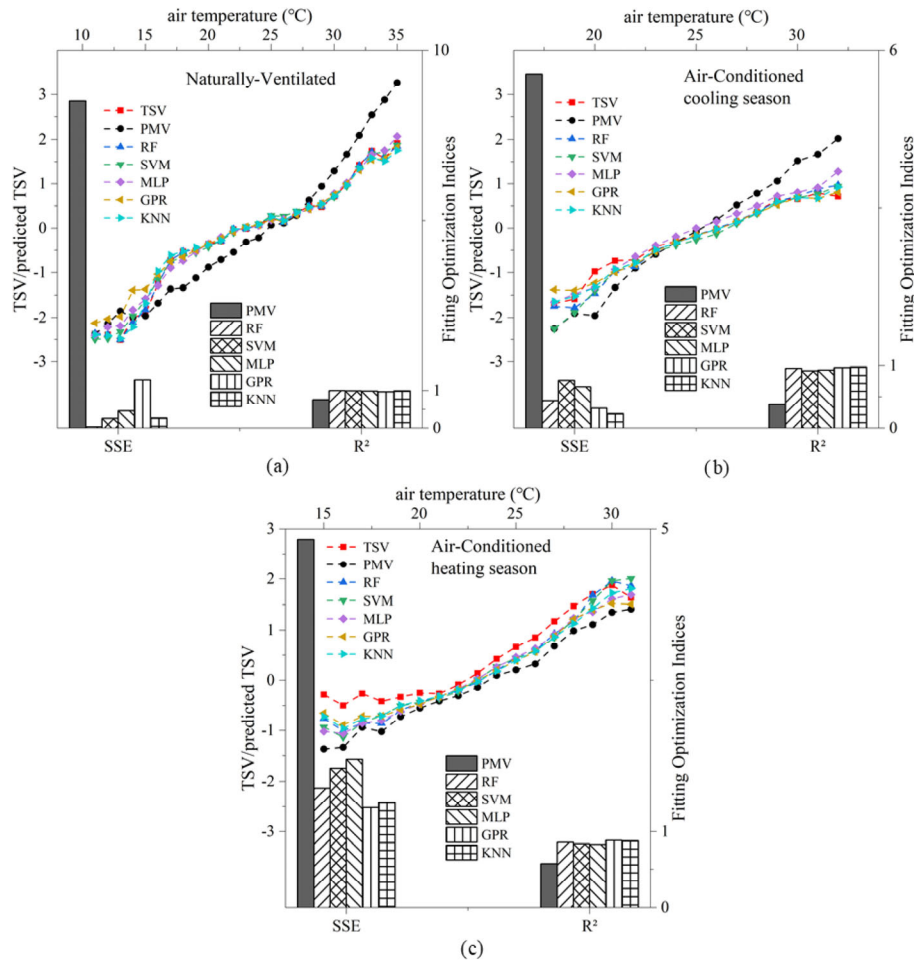 air temperature (℃)
10 15 20 25 30 35
10
Naturally-Ventilated
TSV
PMV
RF
SVM
MLP
GPR
KNN
3
2
1
0
-1
-2
-3
TSV/predicted TSV
Fitting Optimization Indices
PMV
RF
SVM
MLP
GPR
KNN
1
0
SSE R²
(a)
air temperature (℃)
20 25 30
6
Air-Conditioned
cooling season
TSV
PMV
RF
SVM
MLP
GPR
KNN
3
2
1
0
-1
-2
-3
TSV/predicted TSV
Fitting Optimization Indices
PMV
RF
SVM
MLP
GPR
KNN
1
0
SSE R²
(b)
air temperature (℃)
15 20 25 30
5
Air-Conditioned
heating season
TSV
PMV
RF
SVM
MLP
GPR
KNN
3
2
1
0
-1
-2
-3
TSV/predicted TSV
Fitting Optimization Indices
PMV
RF
SVM
MLP
GPR
KNN
1
0
SSE R²
(c)